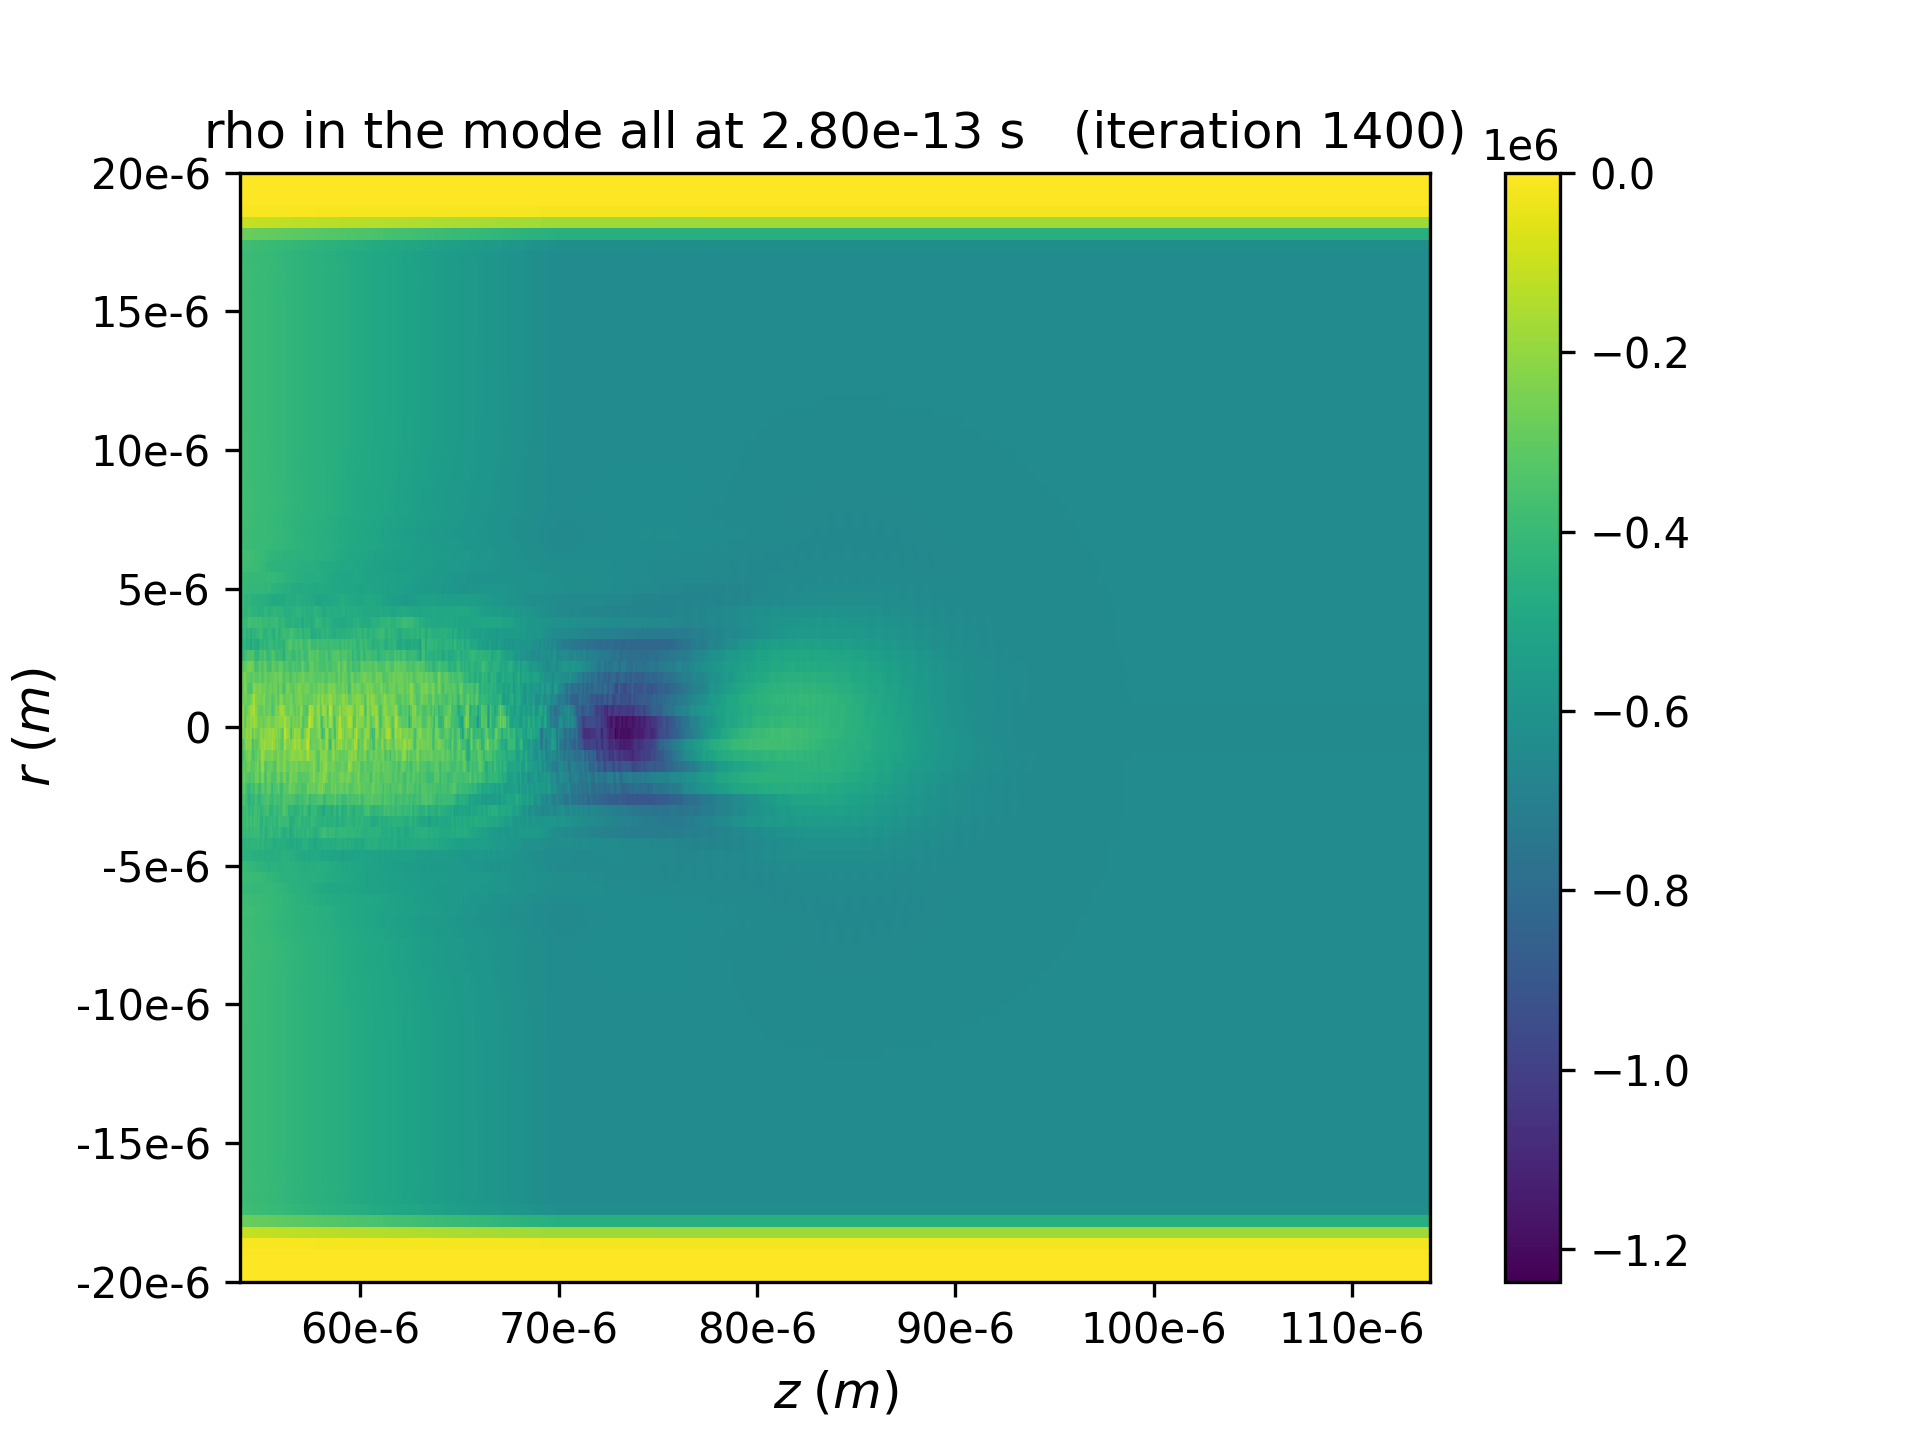 rho in the mode all at 2.80e-13 s   (iteration 1400)
1e6
20e-6
15e-6
10e-6
5e-6
0
-5e-6
-10e-6
-15e-6
-20e-6
r (m)
60e-6 70e-6 80e-6 90e-6 100e-6 110e-6
z (m)
0.0
−0.2
−0.4
−0.6
−0.8
−1.0
−1.2